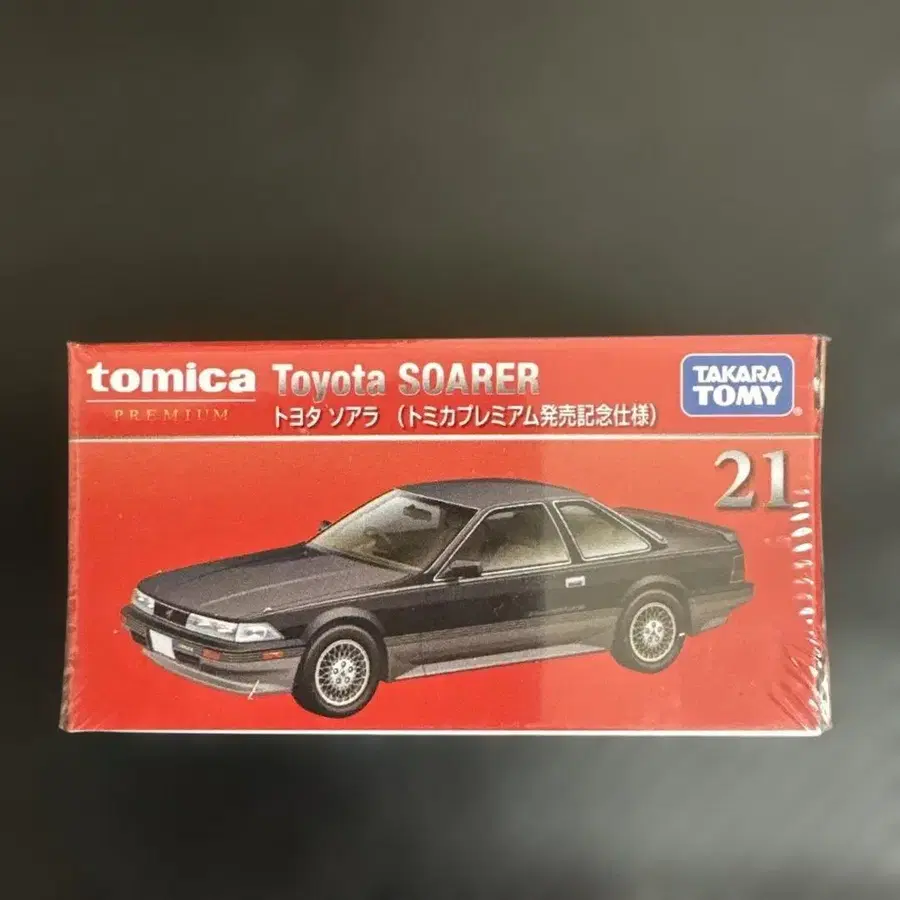 tomica
PREMIUM
Toyota SOARER
トヨタ ソアラ （トミカプレミアム発売記念仕様）
TAKARA
TOMY
21